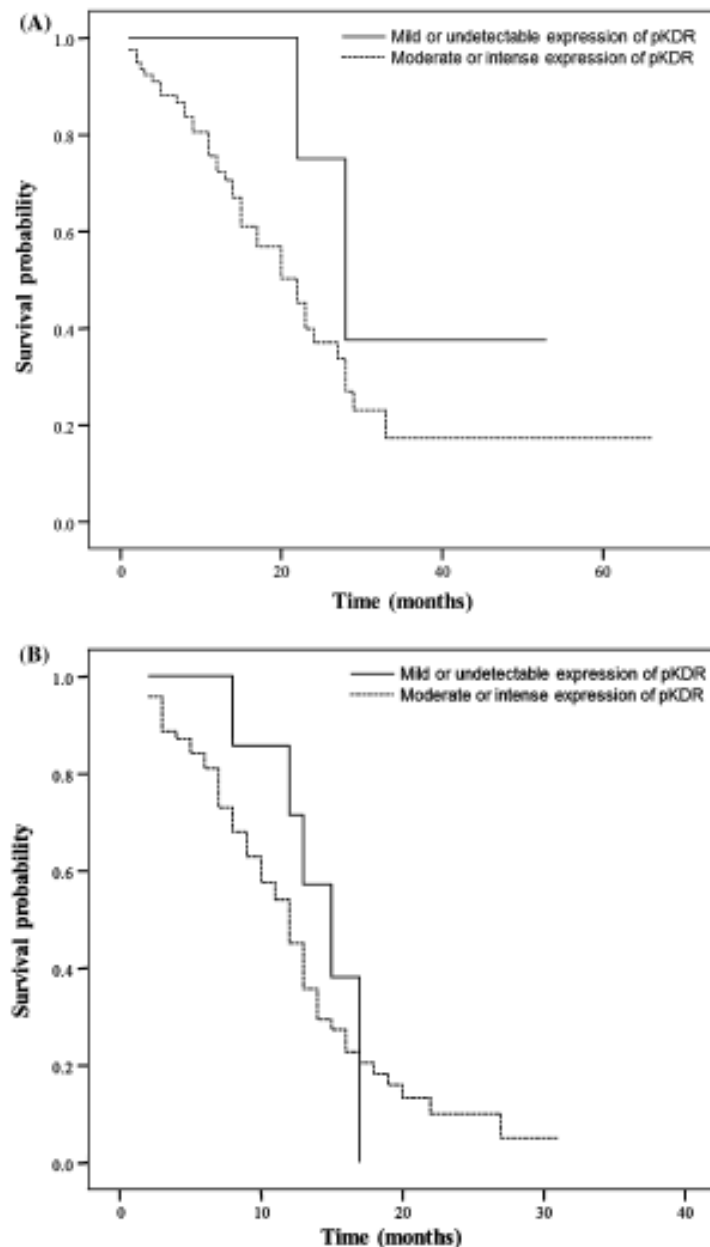 (A)
Mild or undetectable expression of pKDR
Moderate or intense expression of pKDR
1.0
0.8
0.6
0.4
0.2
0.0
Survival probability
0 20 40 60
Time (months)
(B)
Mild or undetectable expression of pKDR
Moderate or intense expression of pKDR
1.0
0.8
0.6
0.4
0.2
0.0
Survival probability
0 10 20 30 40
Time (months)